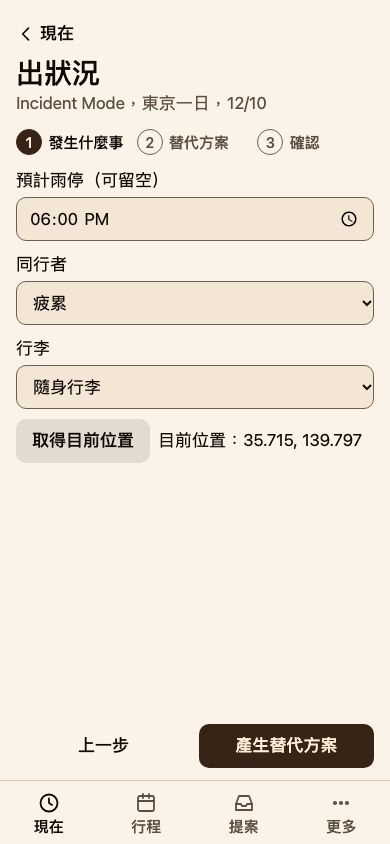 現在
出狀況
Incident Mode，東京一日，12/10
1 發生什麼事 2 替代方案 3 確認
預計雨停（可留空）
06:00 PM
同行者
疲累
行李
隨身行李
取得目前位置 目前位置：35.715, 139.797
上一步 產生替代方案
現在 行程 提案 更多